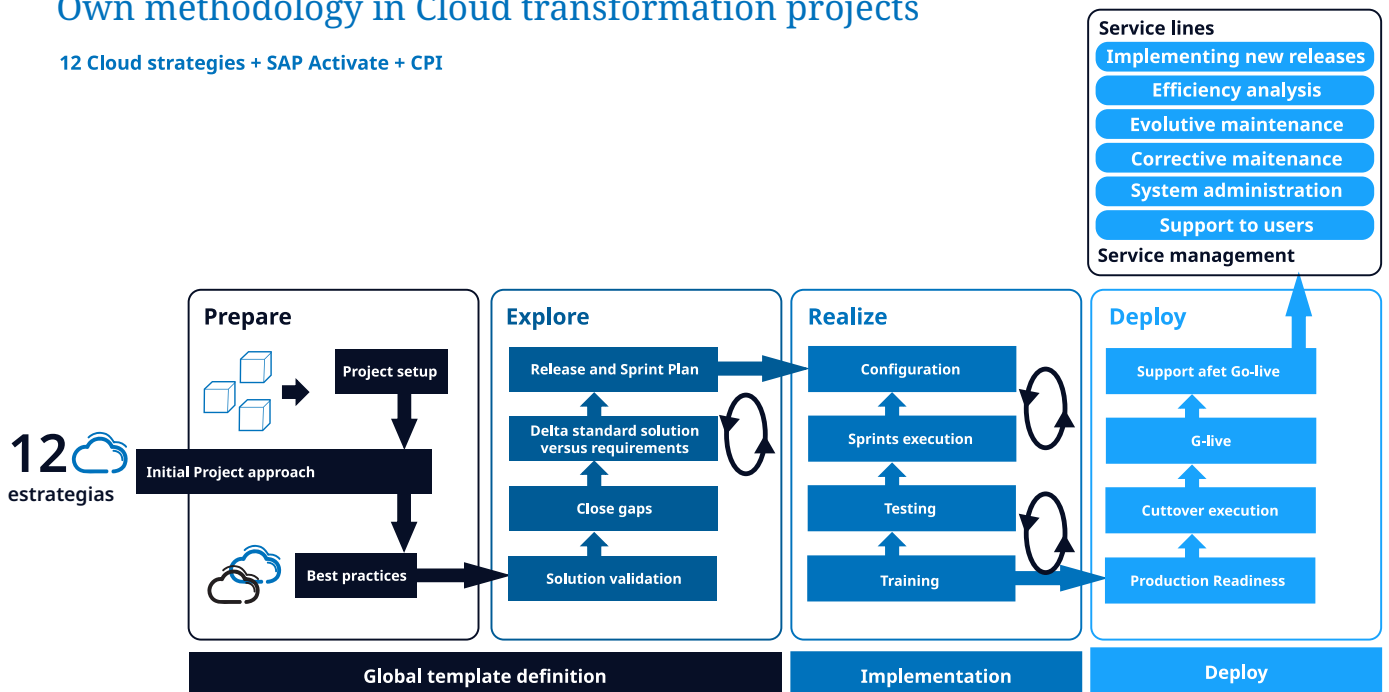 Own methodology in Cloud transformation projects
12 Cloud strategies + SAP Activate + CPI
Service lines
Implementing new releases
Efficiency analysis
Evolutive maintenance
Corrective maitenance
System administration
Support to users
Service management
12
estrategias
Prepare
Project setup
Initial Project approach
Best practices
Explore
Release and Sprint Plan
Delta standard solution
versus requirements
Close gaps
Solution validation
Realize
Configuration
Sprints execution
Testing
Training
Deploy
Support afet Go-live
G-live
Cuttover execution
Production Readiness
Global template definition
Implementation
Deploy